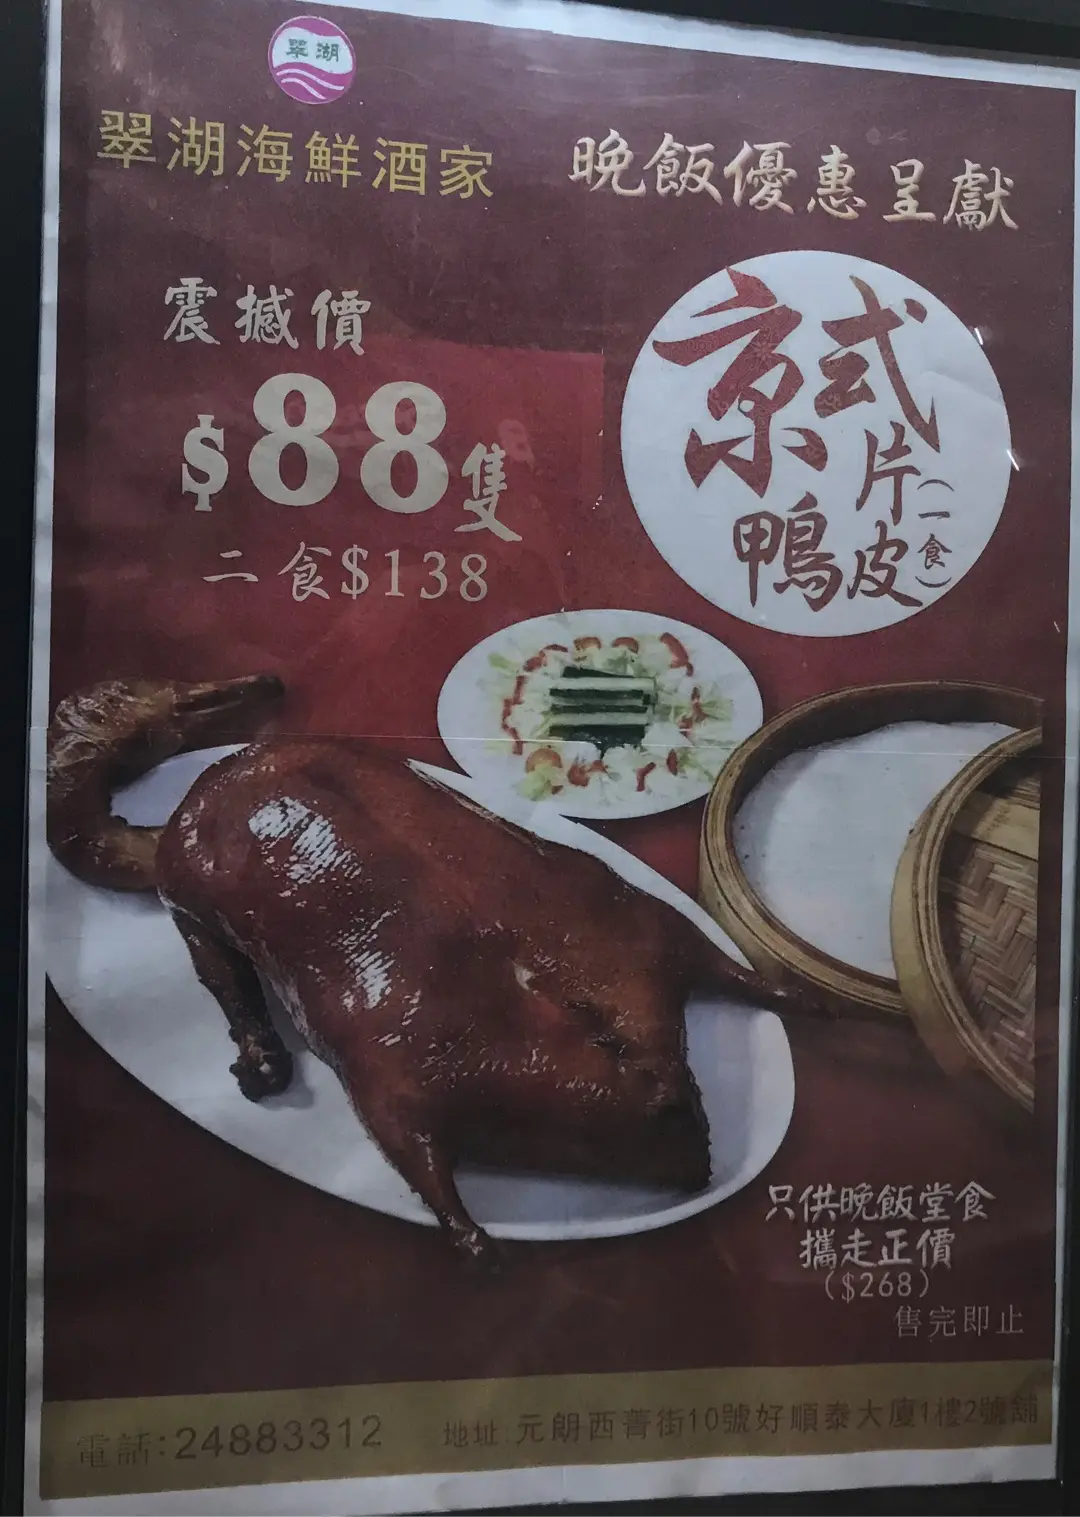 翠湖
翠湖海鮮酒家
晚飯優惠呈獻
震撼價
$88隻
二食$138
京式
片皮鴨
(一食)
只供晚飯堂食
攜走正價
($268)
售完即止
電話:24883312
地址:元朗西菁街10號好順泰大廈1樓2號舖